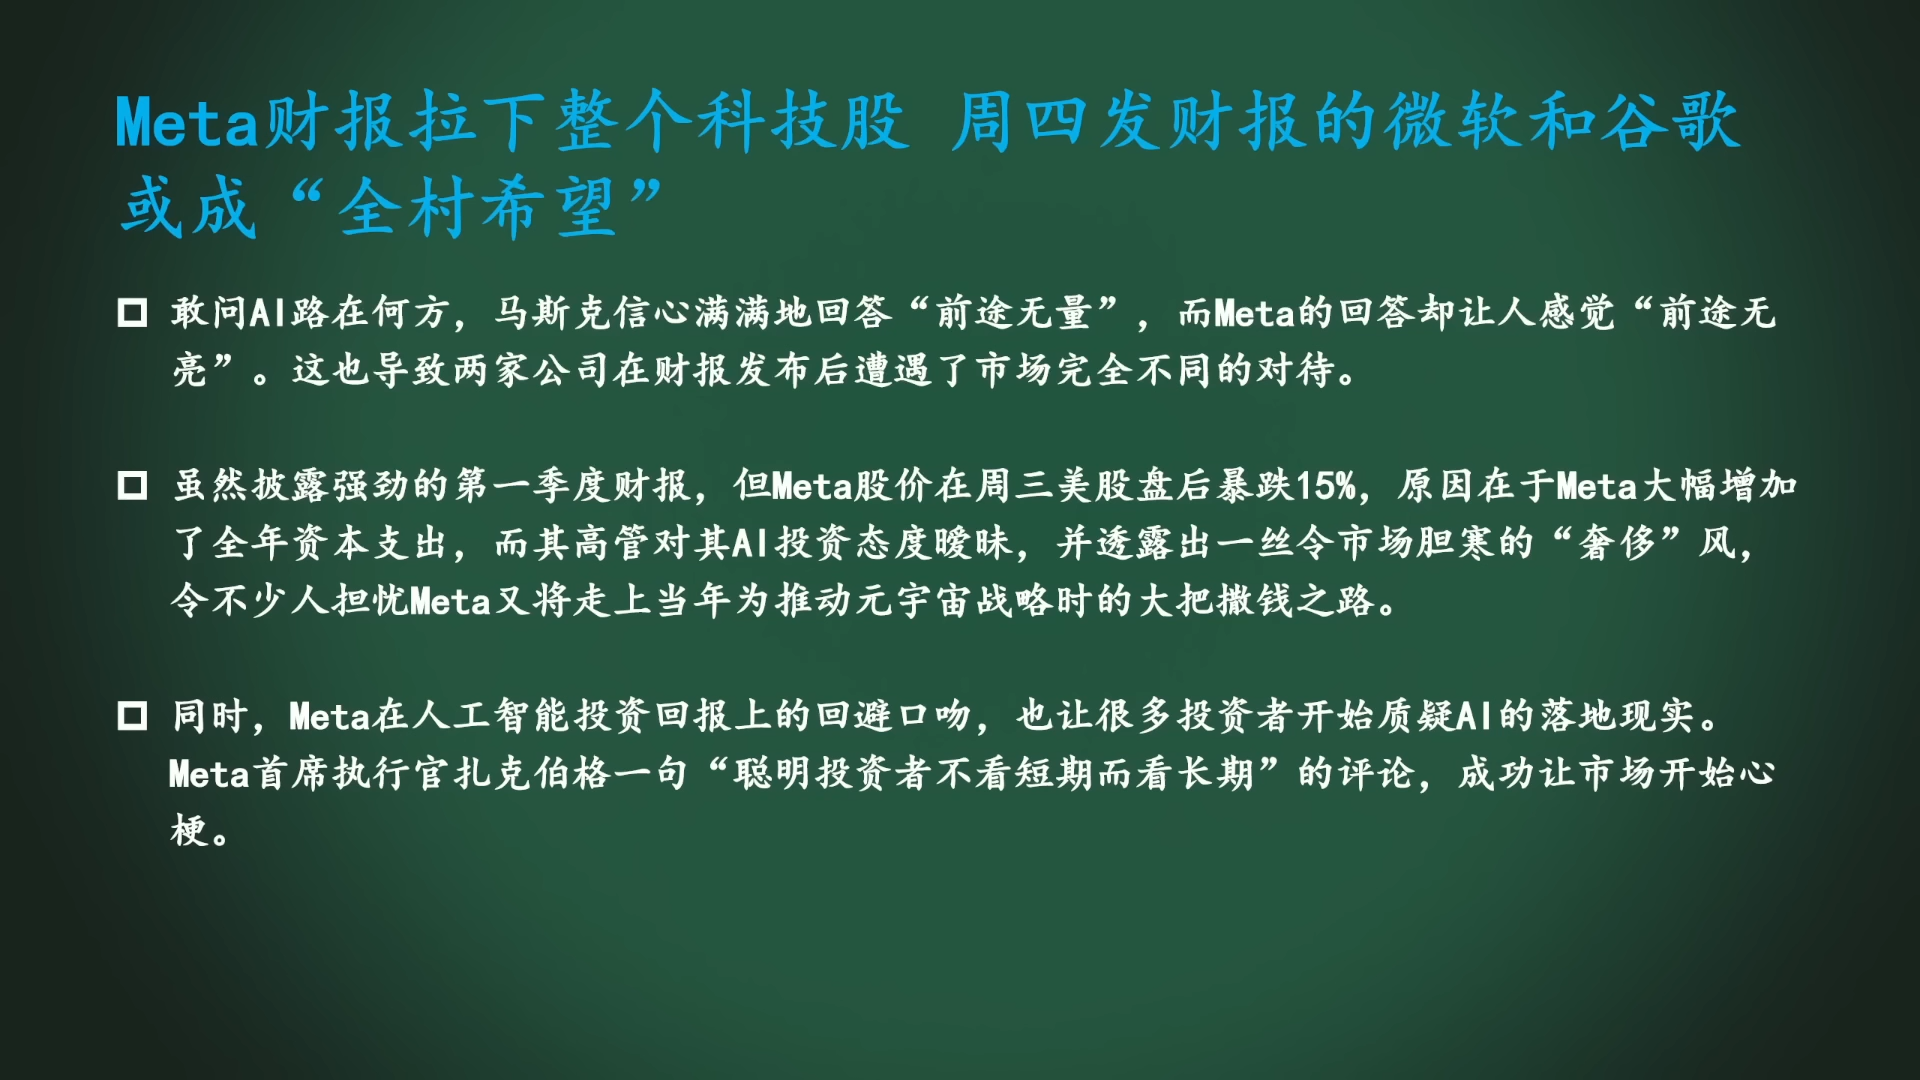 Meta财报拉下整个科技股 周四发财报的微软和谷歌
或成“全村希望”
敢问AI路在何方，马斯克信心满满地回答“前途无量”，而Meta的回答却让人感觉“前途无
亮”。这也导致两家公司在财报发布后遭遇了市场完全不同的对待。
虽然披露强劲的第一季度财报，但Meta股价在周三美股盘后暴跌15%，原因在于Meta大幅增加
了全年资本支出，而其高管对其AI投资态度暧昧，并透露出一丝令市场胆寒的“奢侈”风，
令不少人担忧Meta又将走上当年为推动元宇宙战略时的大把撒钱之路。
同时，Meta在人工智能投资回报上的回避口吻，也让很多投资者开始质疑AI的落地现实。
Meta首席执行官扎克伯格一句“聪明投资者不看短期而看长期”的评论，成功让市场开始心
梗。